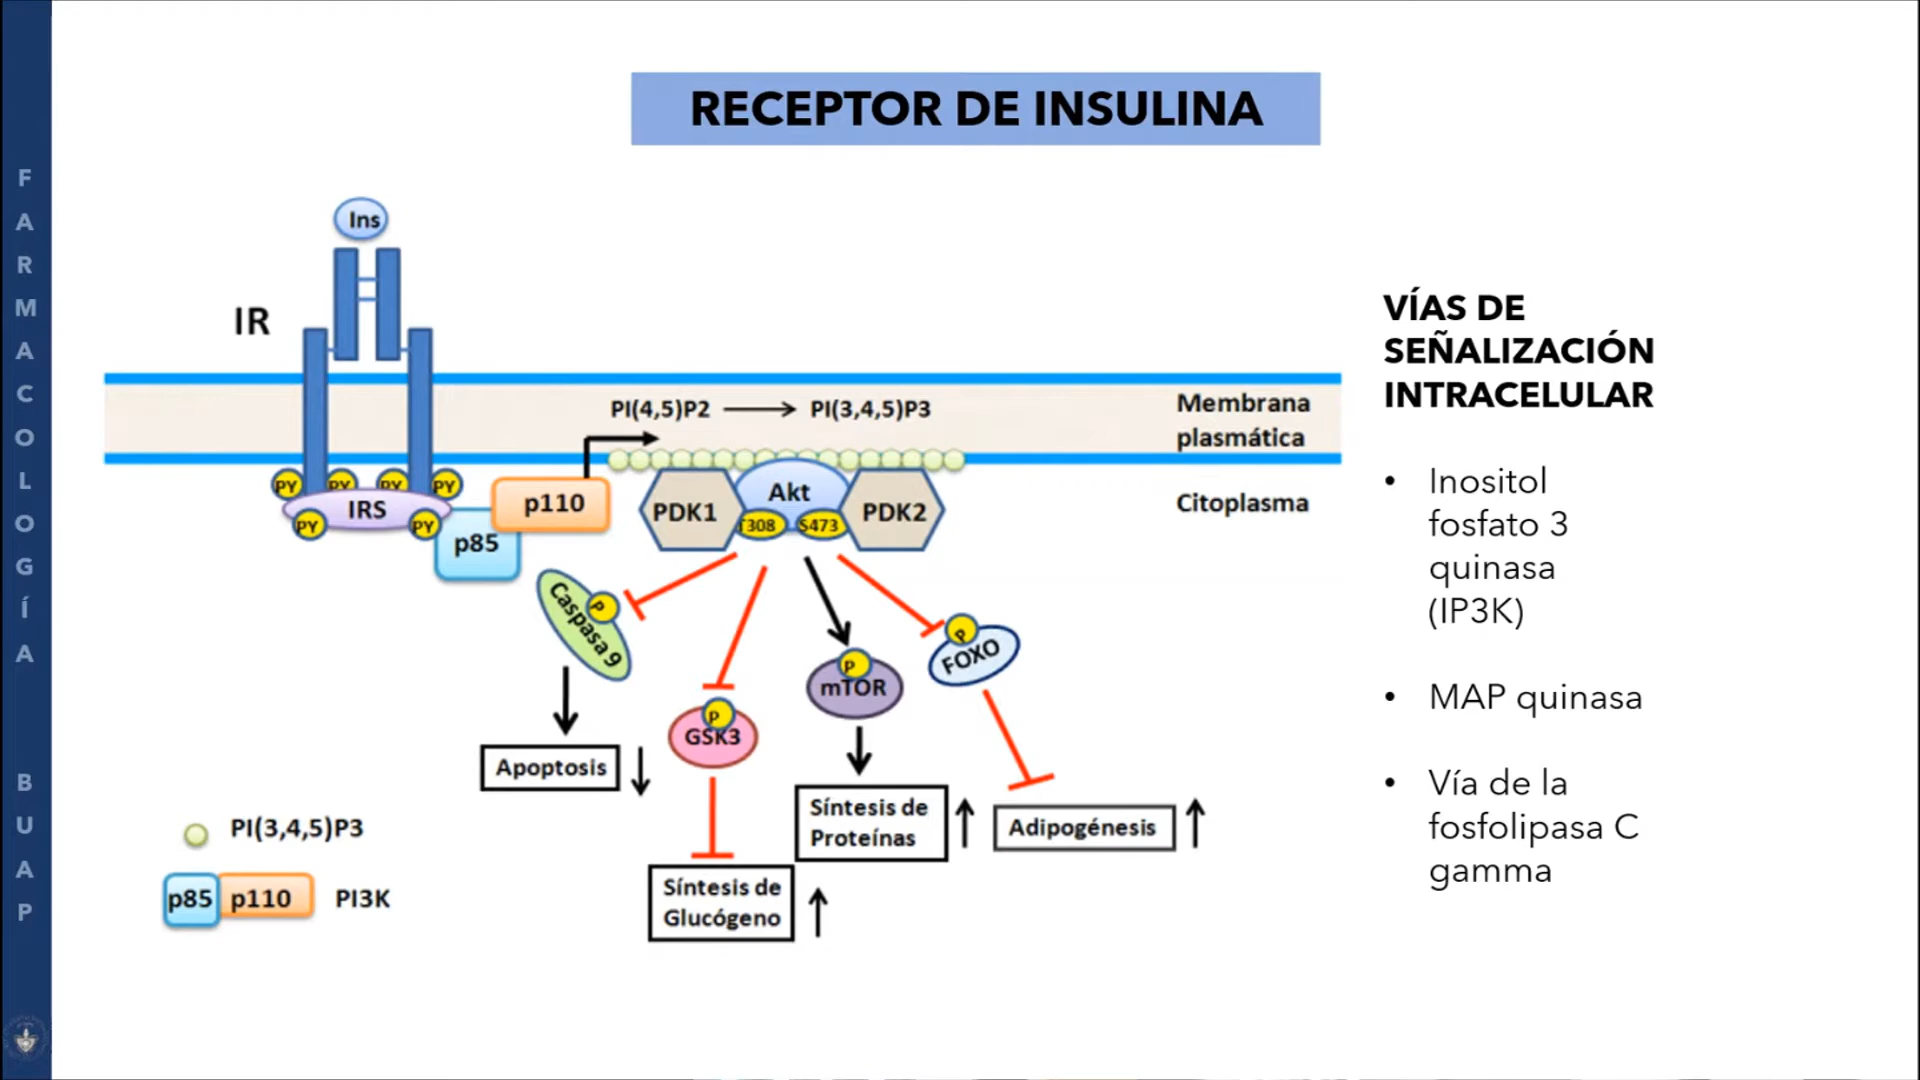 RECEPTOR DE INSULINA
FARMACOLOGÍA
BUAP
Ins
IR
PI(4,5)P2
PI(3,4,5)P3
Membrana
plasmática
Citoplasma
PY
PY
PY
PY
IRS
PY
PY
p85
p110
PDK1
Akt
T308
S473
PDK2
Caspasa 9
P
GSK3
P
mTOR
P
FOXO
P
Apoptosis
Síntesis de
Glucógeno
Síntesis de
Proteínas
Adipogénesis
PI(3,4,5)P3
p85
p110
PI3K
VÍAS DE
SEÑALIZACIÓN
INTRACELULAR
• Inositol
fosfato 3
quinasa
(IP3K)
• MAP quinasa
• Vía de la
fosfolipasa C
gamma